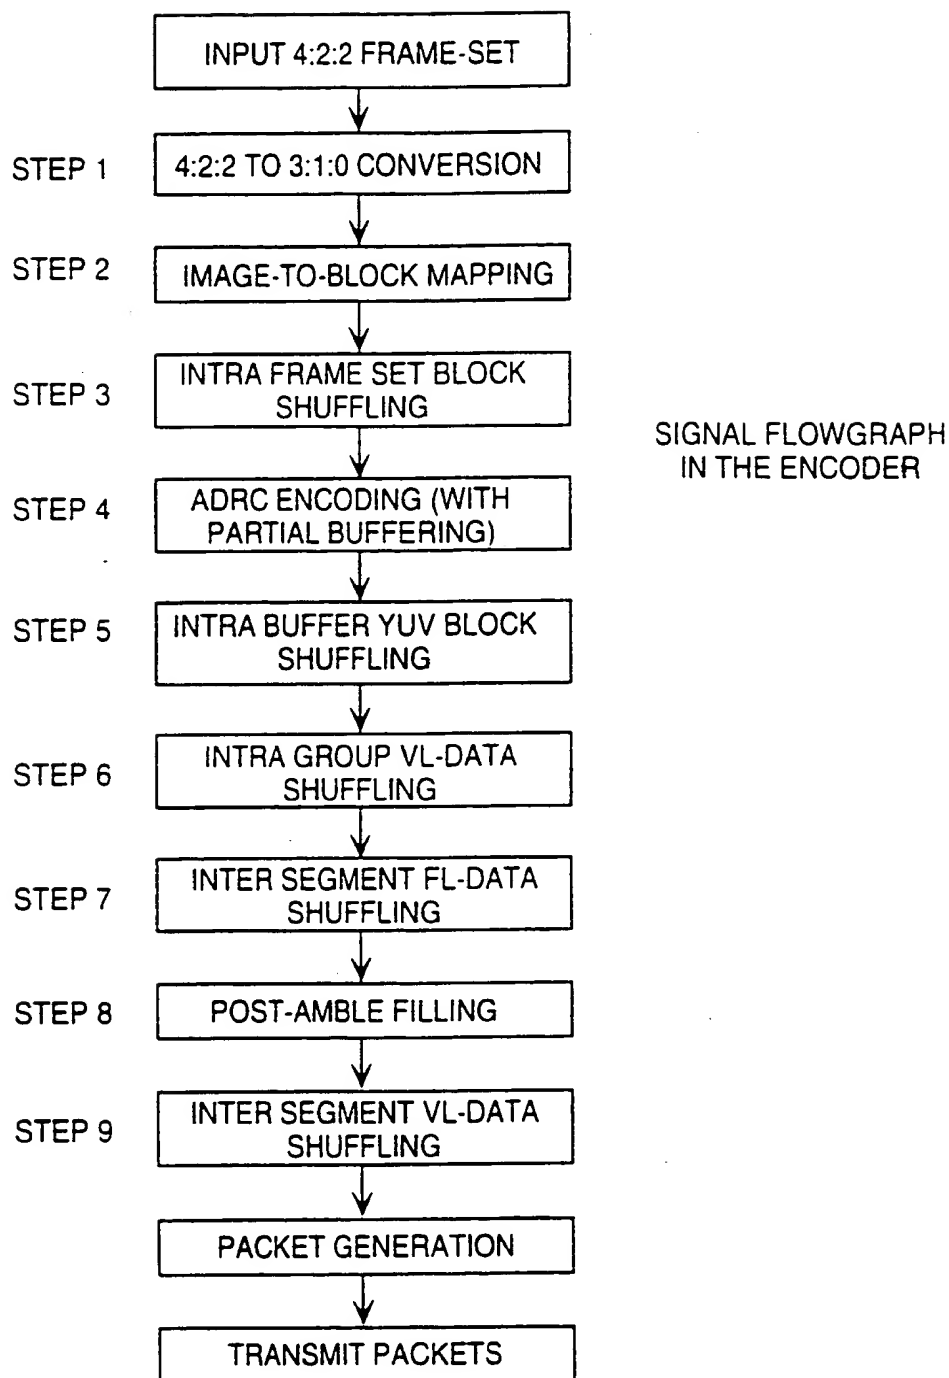 INPUT 4:2:2 FRAME-SET
STEP 1
4:2:2 TO 3:1:0 CONVERSION
STEP 2
IMAGE-TO-BLOCK MAPPING
STEP 3
INTRA FRAME SET BLOCK
SHUFFLING
SIGNAL FLOWGRAPH
IN THE ENCODER
STEP 4
ADRC ENCODING (WITH
PARTIAL BUFFERING)
STEP 5
INTRA BUFFER YUV BLOCK
SHUFFLING
STEP 6
INTRA GROUP VL-DATA
SHUFFLING
STEP 7
INTER SEGMENT FL-DATA
SHUFFLING
STEP 8
POST-AMBLE FILLING
STEP 9
INTER SEGMENT VL-DATA
SHUFFLING
PACKET GENERATION
TRANSMIT PACKETS